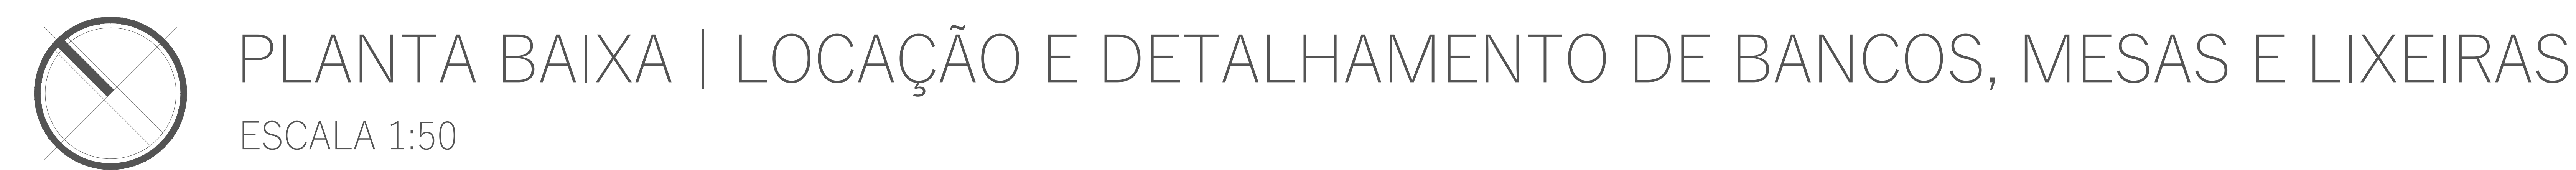 PLANTA BAIXA | LOCAÇÃO E DETALHAMENTO DE BANCOS, MESAS E LIXEIRAS
ESCALA 1:50